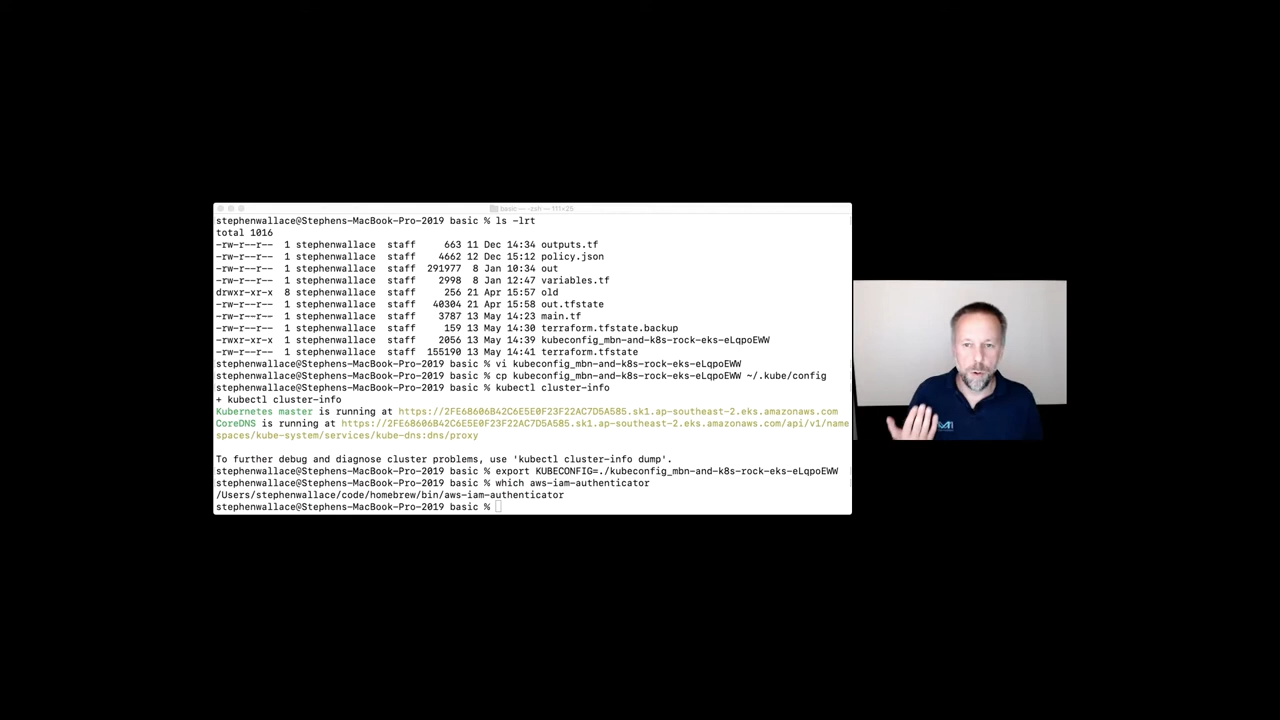 basic — -zsh — 111×25
stephenwallace@Stephens-MacBook-Pro-2019 basic % ls -lrt
total 1016
-rw-r--r--  1 stephenwallace  staff     663 11 Dec 14:34 outputs.tf
-rw-r--r--  1 stephenwallace  staff    4662 12 Dec 15:12 policy.json
-rw-r--r--  1 stephenwallace  staff  291977  8 Jan 10:34 out
-rw-r--r--  1 stephenwallace  staff    2998  8 Jan 12:47 variables.tf
drwxr-xr-x  8 stephenwallace  staff     256 21 Apr 15:57 old
-rw-r--r--  1 stephenwallace  staff   40304 21 Apr 15:58 out.tfstate
-rw-r--r--  1 stephenwallace  staff    3787 13 May 14:23 main.tf
-rw-r--r--  1 stephenwallace  staff     159 13 May 14:30 terraform.tfstate.backup
-rwxr-xr-x  1 stephenwallace  staff    2056 13 May 14:39 kubeconfig_mbn-and-k8s-rock-eks-eLqpoEWW
-rw-r--r--  1 stephenwallace  staff  155190 13 May 14:41 terraform.tfstate
stephenwallace@Stephens-MacBook-Pro-2019 basic % vi kubeconfig_mbn-and-k8s-rock-eks-eLqpoEWW
stephenwallace@Stephens-MacBook-Pro-2019 basic % cp kubeconfig_mbn-and-k8s-rock-eks-eLqpoEWW ~/.kube/config
stephenwallace@Stephens-MacBook-Pro-2019 basic % kubectl cluster-info
+ kubectl cluster-info
Kubernetes master is running at https://2FE68606B42C6E5E0F23F22AC7D5A585.sk1.ap-southeast-2.eks.amazonaws.com
CoreDNS is running at https://2FE68606B42C6E5E0F23F22AC7D5A585.sk1.ap-southeast-2.eks.amazonaws.com/api/v1/name
spaces/kube-system/services/kube-dns:dns/proxy
To further debug and diagnose cluster problems, use 'kubectl cluster-info dump'.
stephenwallace@Stephens-MacBook-Pro-2019 basic % export KUBECONFIG=./kubeconfig_mbn-and-k8s-rock-eks-eLqpoEWW
stephenwallace@Stephens-MacBook-Pro-2019 basic % which aws-iam-authenticator
/Users/stephenwallace/code/homebrew/bin/aws-iam-authenticator
stephenwallace@Stephens-MacBook-Pro-2019 basic %